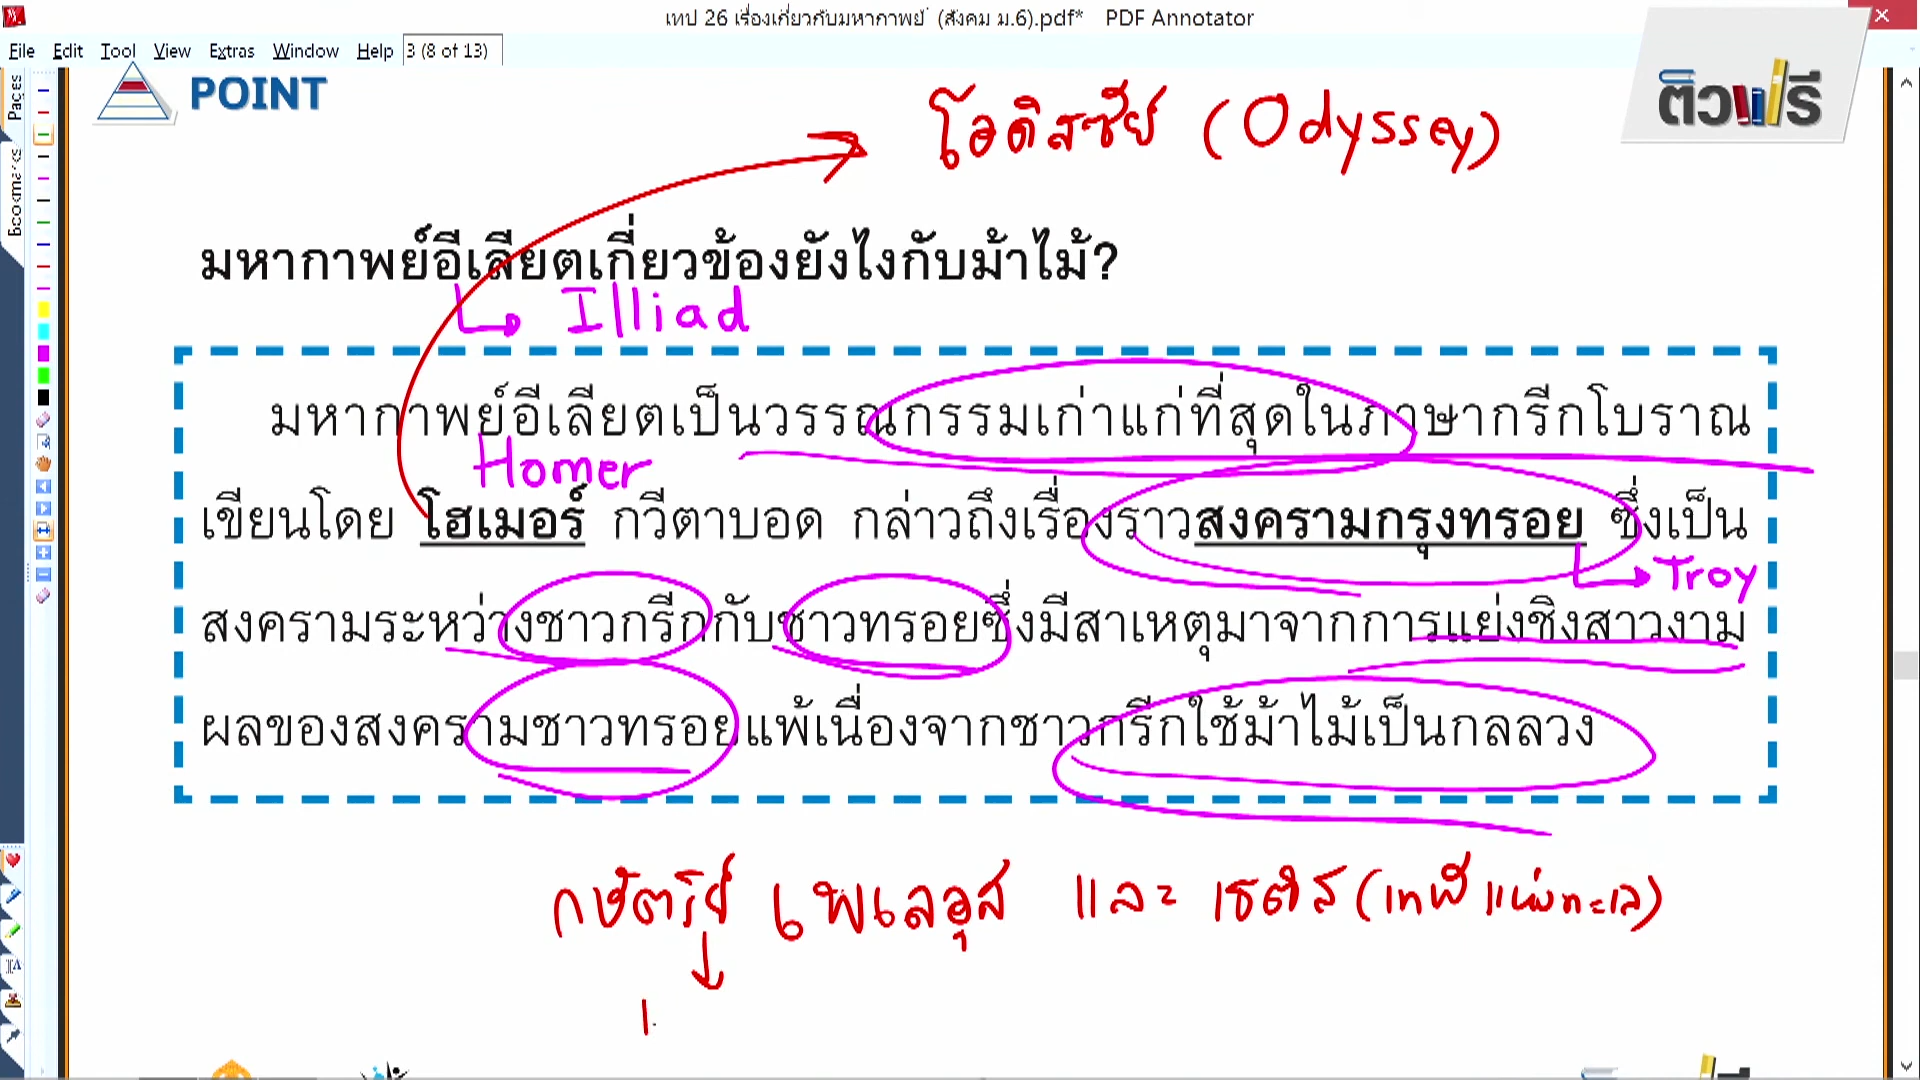 เทป 26 เรื่องเกี่ยวกับมหากาพย์ (สังคม ม.6).pdf* PDF Annotator
File Edit Tool View Extras Window Help 3 (8 of 13)
Pages
Bookmarks
POINT
ติวฟรี
โอดิสซีย์ (Odyssey)
มหากาพย์อีเลียตเกี่ยวข้องยังไงกับม้าไม้?
Illiad
มหากาพย์อีเลียตเป็นวรรณกรรมเก่าแก่ที่สุดในภาษากรีกโบราณ
Homer
เขียนโดย โฮเมอร์ กวีตาบอด กล่าวถึงเรื่องราวสงครามกรุงทรอย ซึ่งเป็น
Troy
สงครามระหว่างชาวกรีกกับชาวทรอยซึ่งมีสาเหตุมาจากการแย่งชิงสาวงาม
ผลของสงครามชาวทรอยแพ้เนื่องจากชาวกรีกใช้ม้าไม้เป็นกลลวง
กษัตริย์ เพเลอุส และ เธติส (เทพีแห่งทะเล)